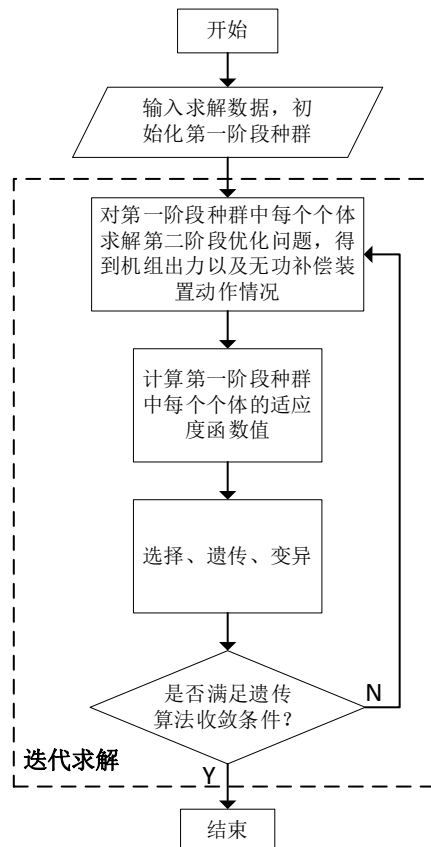 开始
输入求解数据，初
始化第一阶段种群
对第一阶段种群中每个个体
求解第二阶段优化问题，得
到机组出力以及无功补偿装
置动作情况
计算第一阶段种群
中每个个体的适应
度函数值
选择、遗传、变异
是否满足遗传
算法收敛条件？
N
迭代求解
Y
结束